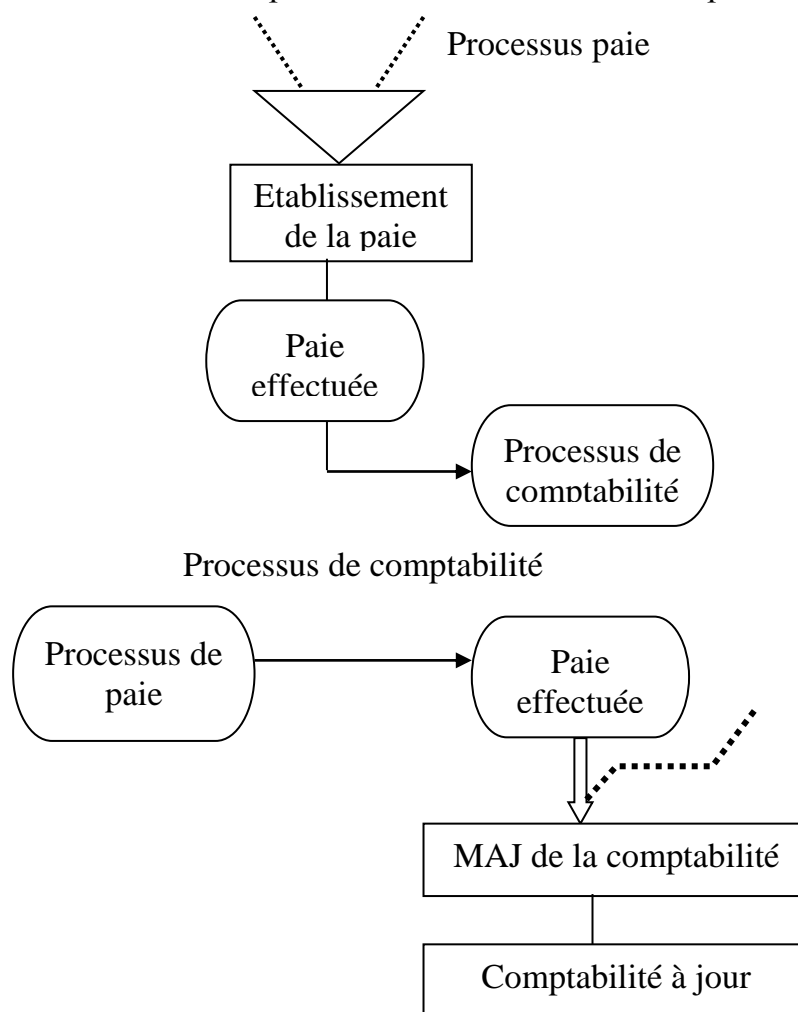 Processus paie
Etablissement
de la paie
Paie
effectuée
Processus de
comptabilité
Processus de comptabilité
Processus de
paie
Paie
effectuée
MAJ de la comptabilité
Comptabilité à jour